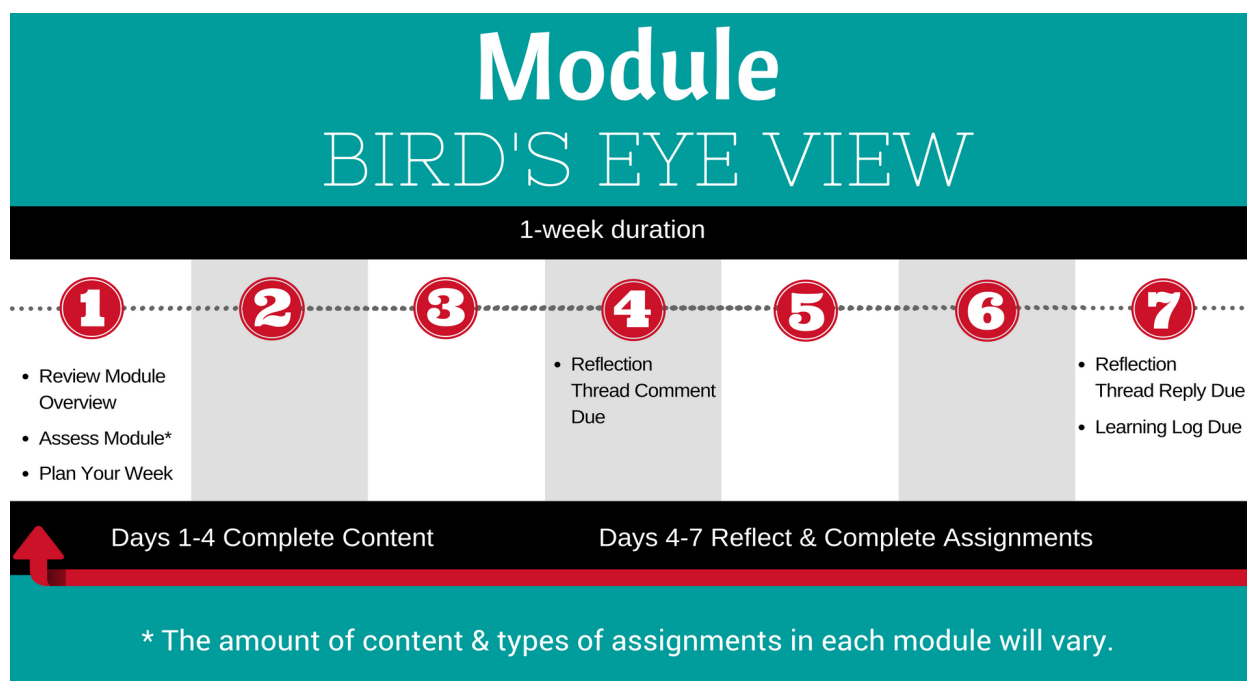 Module
BIRD'S EYE VIEW
1-week duration
1
2
3
4
5
6
7
• Review Module
Overview
• Assess Module*
• Plan Your Week
• Reflection
Thread Comment
Due
• Reflection
Thread Reply Due
• Learning Log Due
Days 1-4 Complete Content
Days 4-7 Reflect & Complete Assignments
* The amount of content & types of assignments in each module will vary.